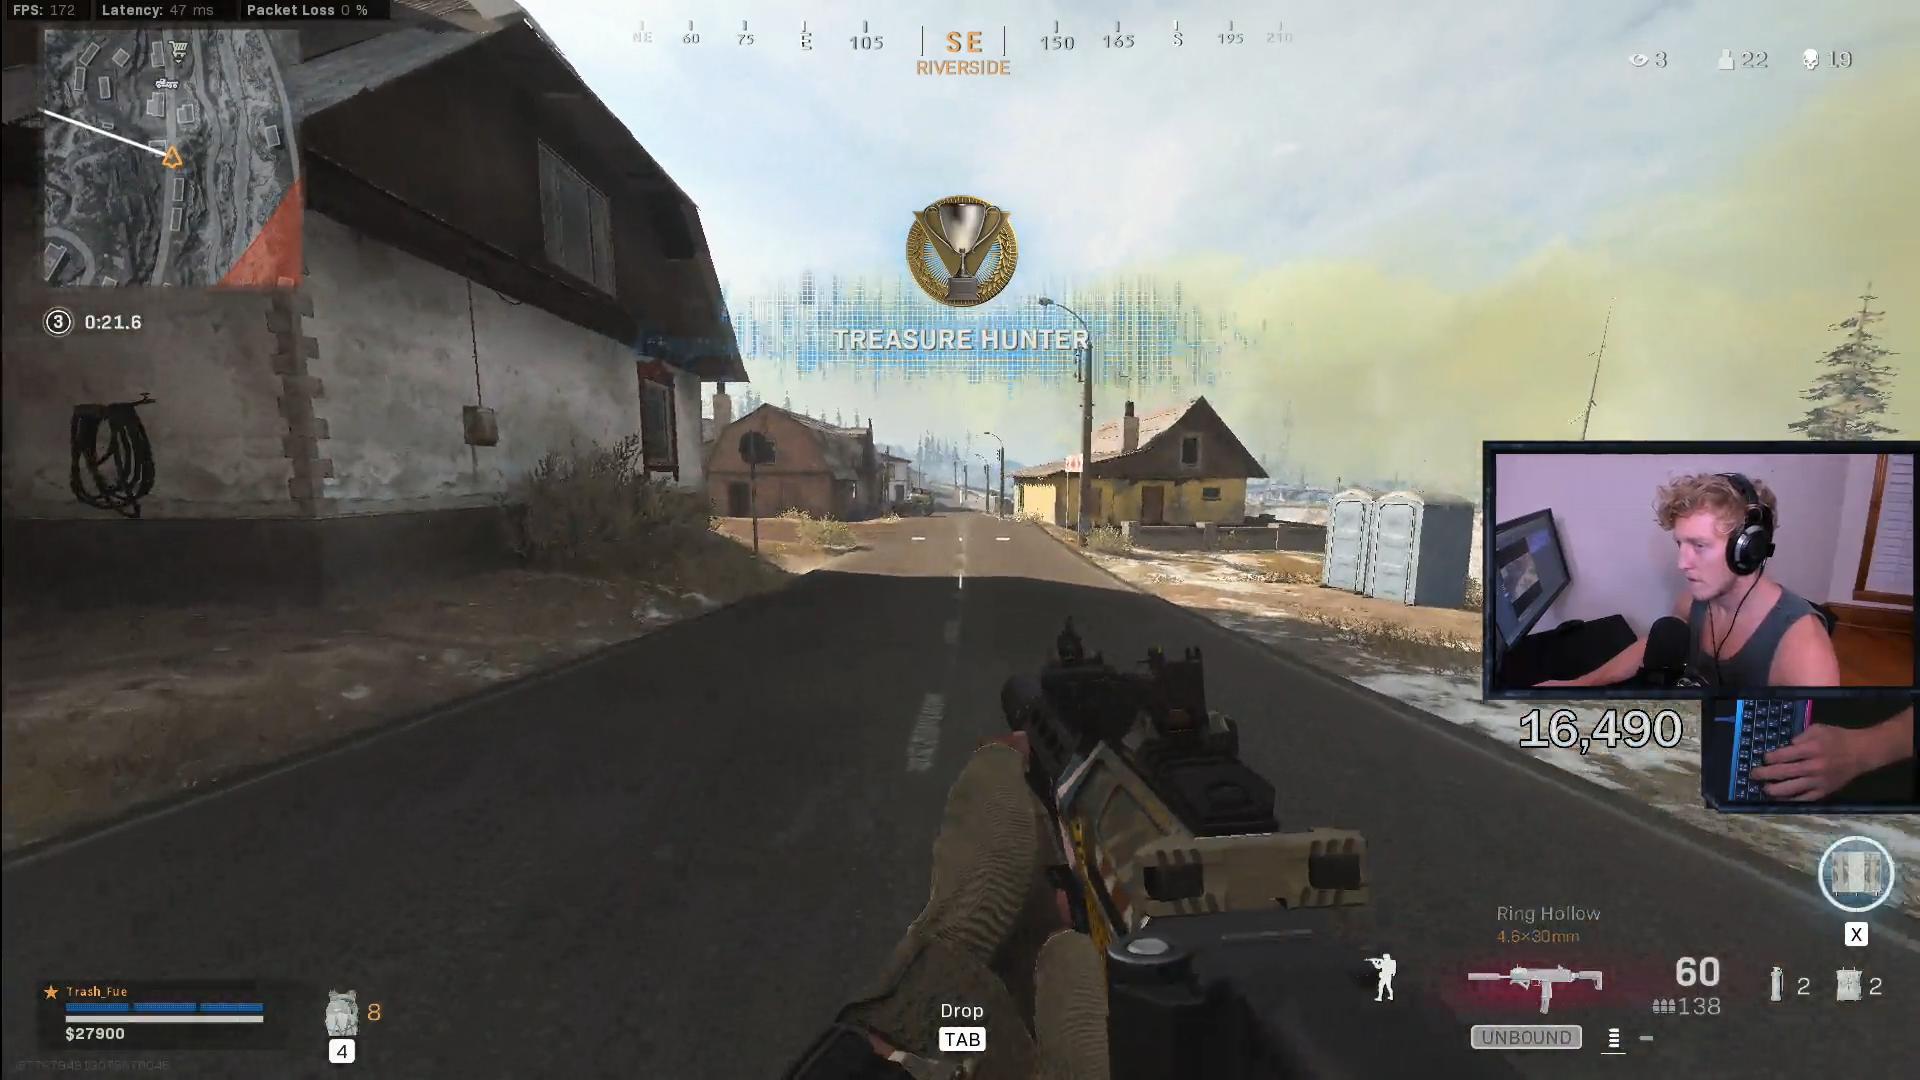 FPS: 172 Latency: 47 ms Packet Loss 0 %
NE 60 75 E 105 SE 150 165 S 195 210
RIVERSIDE
3 22 19
TREASURE HUNTER
3 0:21.6
16,490
Ring Hollow
4.6×30mm
X
60
138
2 2
UNBOUND
Trash_Fue
$27900
8
4
Drop
TAB